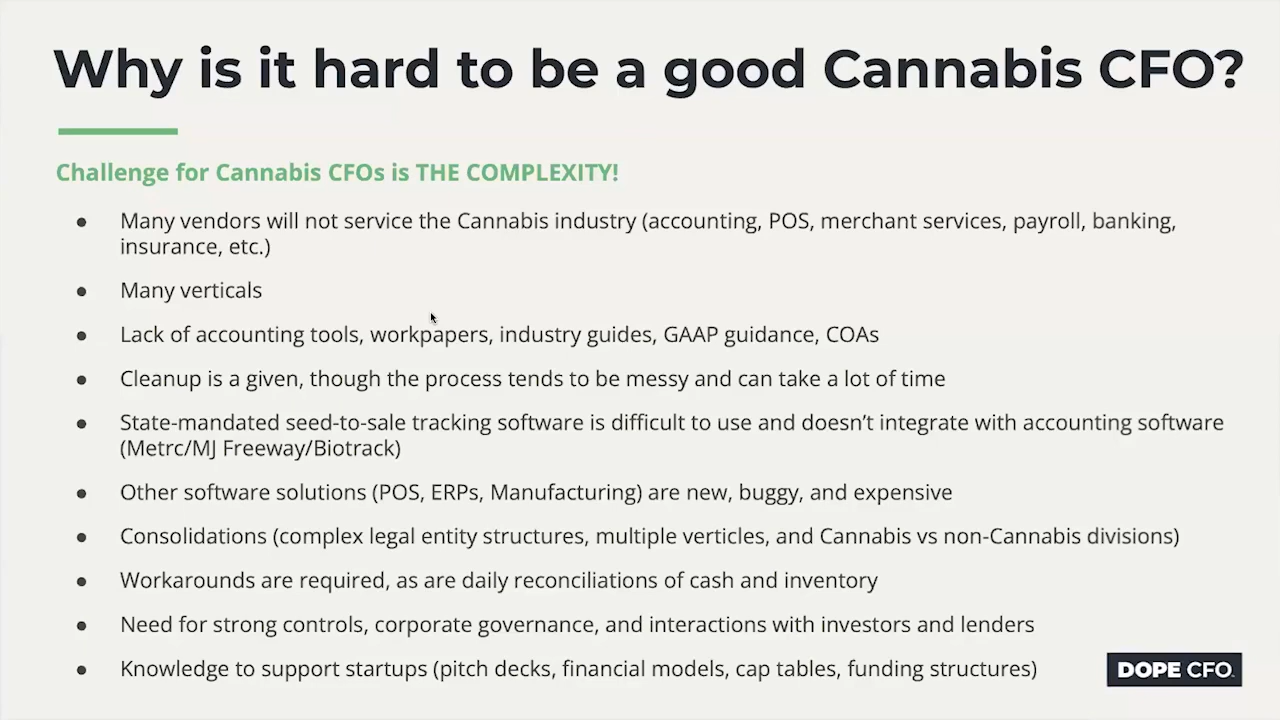 Why is it hard to be a good Cannabis CFO?
Challenge for Cannabis CFOs is THE COMPLEXITY!
● Many vendors will not service the Cannabis industry (accounting, POS, merchant services, payroll, banking,
insurance, etc.)
● Many verticals
● Lack of accounting tools, workpapers, industry guides, GAAP guidance, COAs
● Cleanup is a given, though the process tends to be messy and can take a lot of time
● State-mandated seed-to-sale tracking software is difficult to use and doesn’t integrate with accounting software
(Metrc/MJ Freeway/Biotrack)
● Other software solutions (POS, ERPs, Manufacturing) are new, buggy, and expensive
● Consolidations (complex legal entity structures, multiple verticles, and Cannabis vs non-Cannabis divisions)
● Workarounds are required, as are daily reconciliations of cash and inventory
● Need for strong controls, corporate governance, and interactions with investors and lenders
● Knowledge to support startups (pitch decks, financial models, cap tables, funding structures)
DOPE CFO